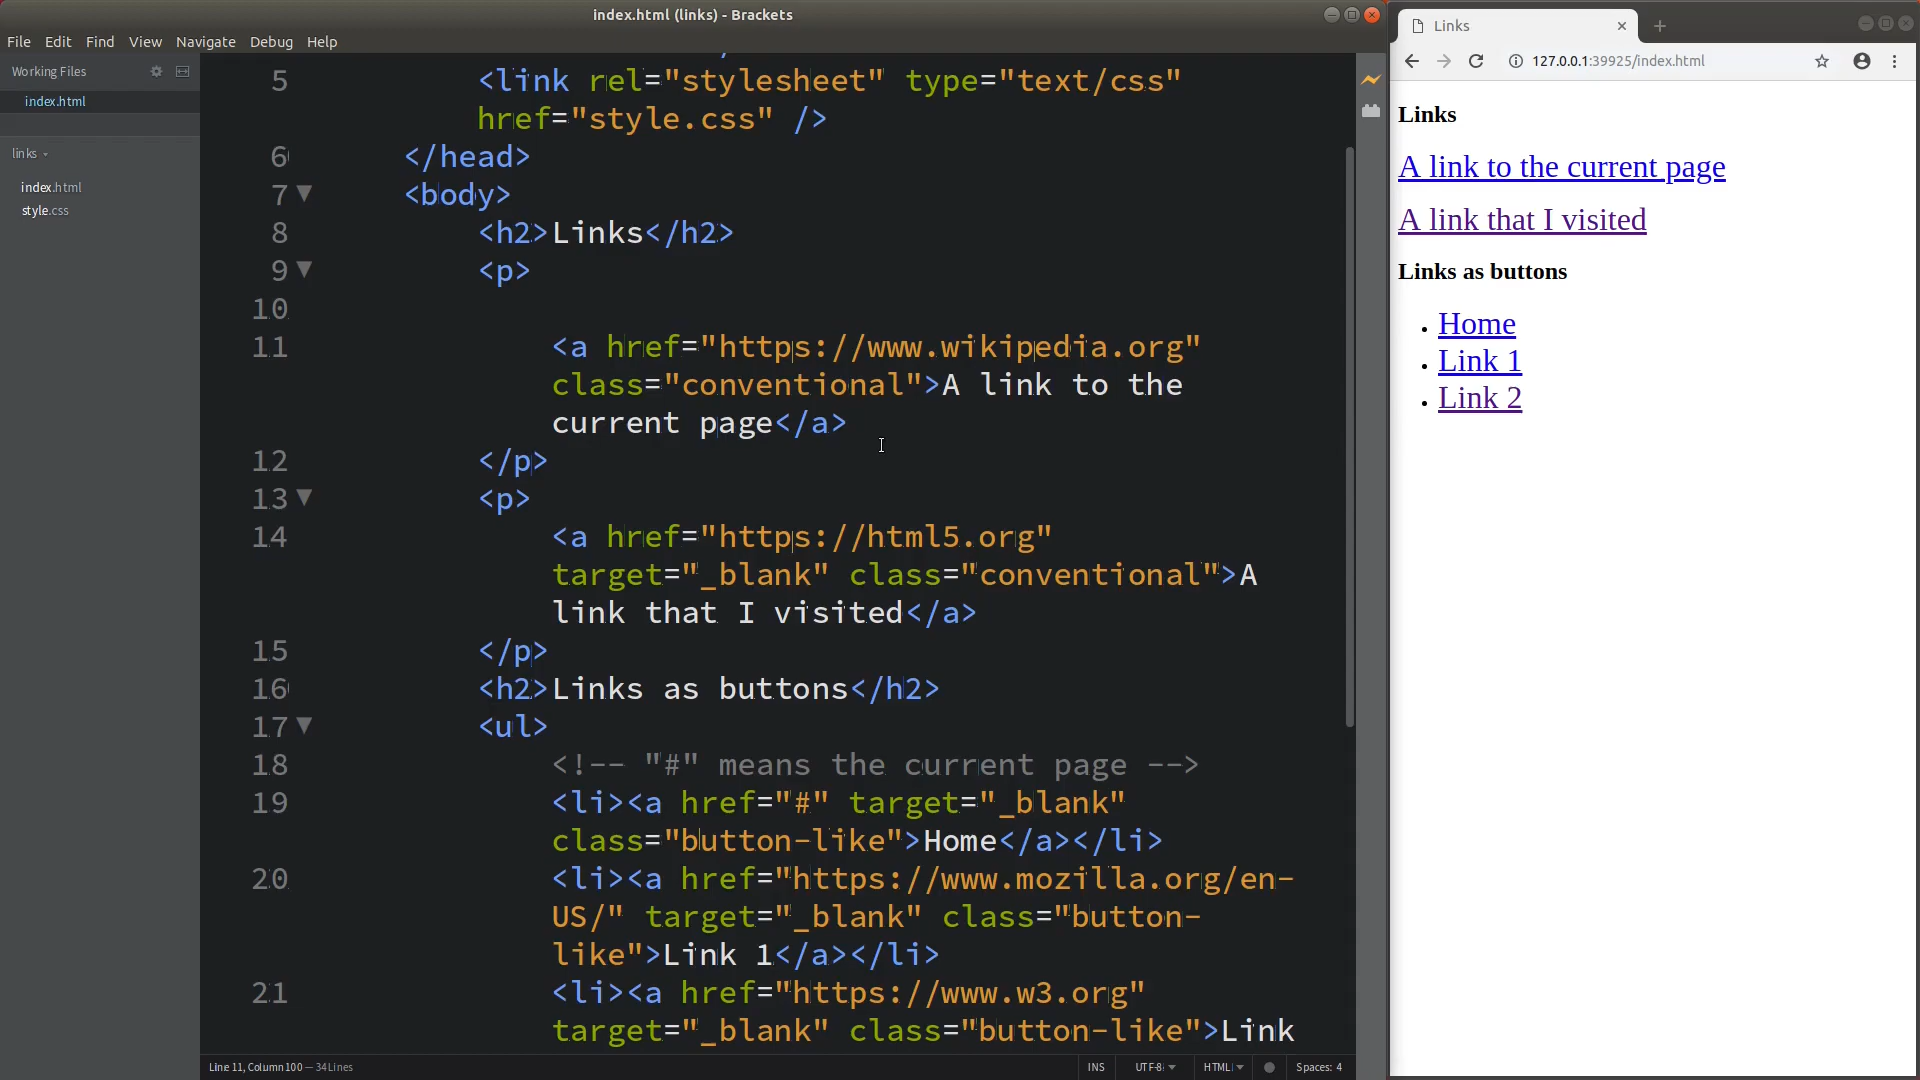 index.html (links) - Brackets
File Edit Find View Navigate Debug Help
Working Files
index.html
links
index.html
style.css
5 <link rel="stylesheet" type="text/css"
href="style.css" />
6 </head>
7 <body>
8 <h2>Links</h2>
9 <p>
10
11 <a href="https://www.wikipedia.org"
class="conventional">A link to the
current page</a>
12 </p>
13 <p>
14 <a href="https://html5.org"
target="_blank" class="conventional">A
link that I visited</a>
15 </p>
16 <h2>Links as buttons</h2>
17 <ul>
18 <!-- "#" means the current page -->
19 <li><a href="#" target="_blank"
class="button-like">Home</a></li>
20 <li><a href="https://www.mozilla.org/en-
US/" target="_blank" class="button-
like">Link 1</a></li>
21 <li><a href="https://www.w3.org"
target="_blank" class="button-like">Link
Line 11, Column 100 — 34 Lines
INS UTF-8 HTML Spaces: 4
Links
127.0.0.1:39925/index.html
Links
A link to the current page
A link that I visited
Links as buttons
• Home
• Link 1
• Link 2